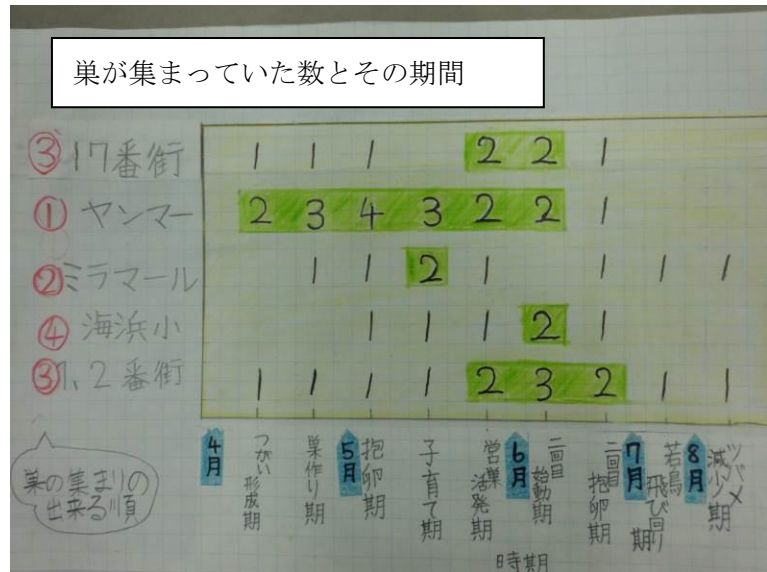 巣が集まっていた数とその期間
③17番街 1 1 1 2 2 1
①ヤンマー 2 3 4 3 2 2 1
②ミラマール 1 1 2 1 1 1 1
④海浜小 1 1 1 2 1
③1、2番街 1 1 1 1 2 3 2 1 1
巣の集まりの
出来る順
4月
つがい形成期
巣作り期
5月
抱卵期
子育て期
営巣活発期
6月
二回目始動期
二回目抱卵期
7月
若鳥飛び回り期
8月
ツバメ減少期
時期